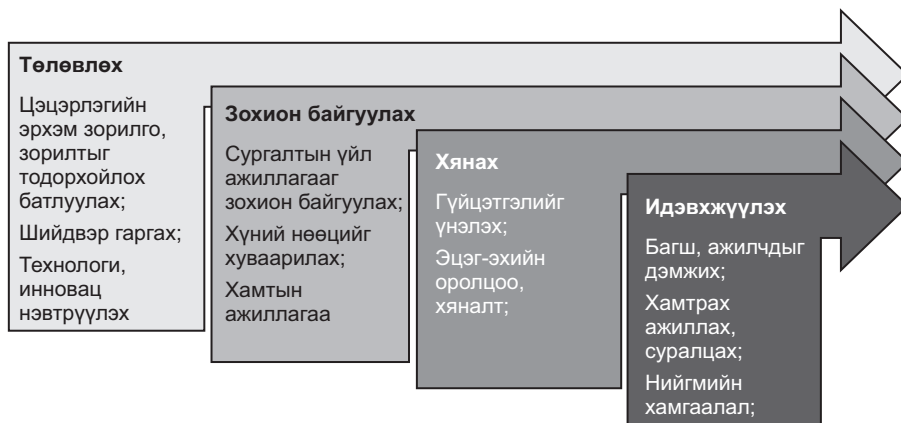 Төлөвлөх
Цэцэрлэгийн
эрхэм зорилго,
зорилтыг
тодорхойлох
батлуулах;
Шийдвэр гаргах;
Технологи,
инновац
нэвтрүүлэх
Зохион байгуулах
Сургалтын үйл
ажиллагааг
зохион байгуулах;
Хүний нөөцийг
хуваарилах;
Хамтын
ажиллагаа
Хянах
Гүйцэтгэлийг
үнэлэх;
Эцэг-эхийн
оролцоо,
хяналт;
Идэвхжүүлэх
Багш, ажилчдыг
дэмжих;
Хамтрах
ажиллах,
суралцах;
Нийгмийн
хамгаалал;